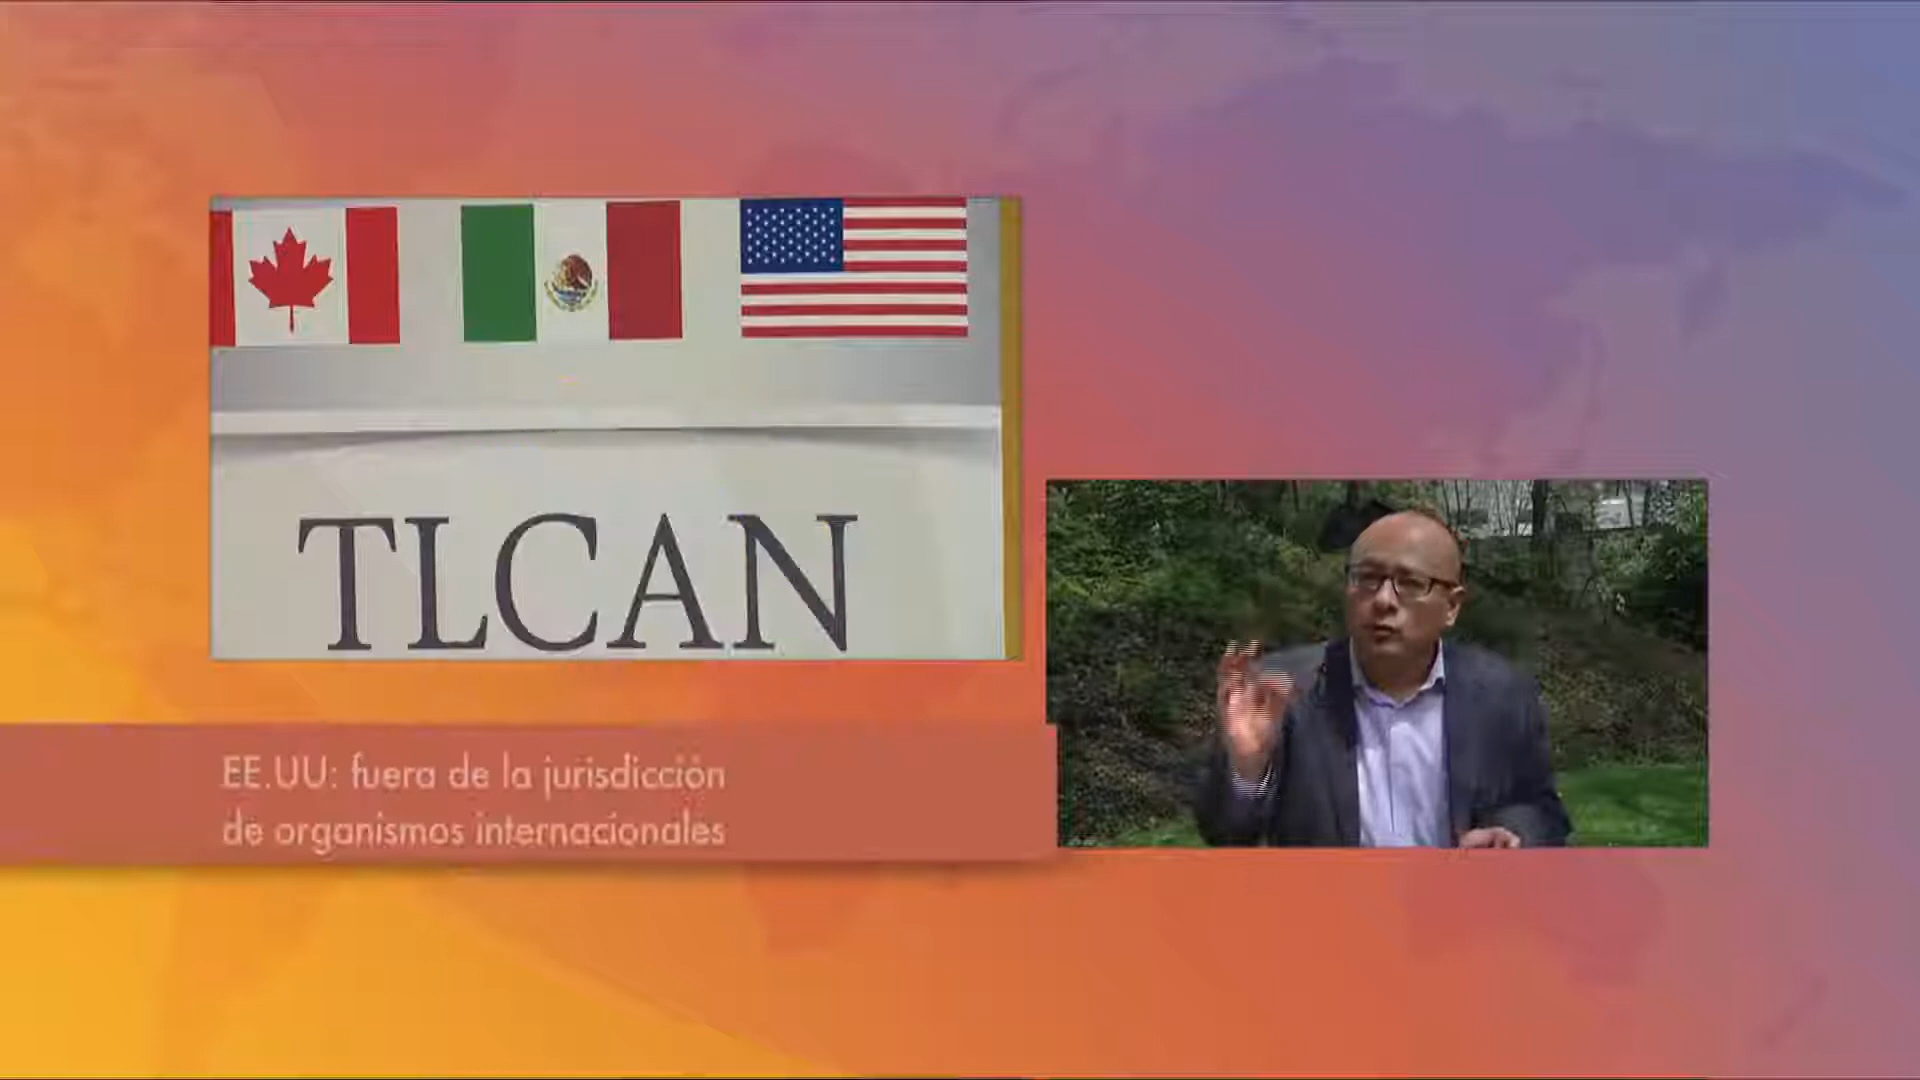 TLCAN
EE.UU: fuera de la jurisdicción
de organismos internacionales